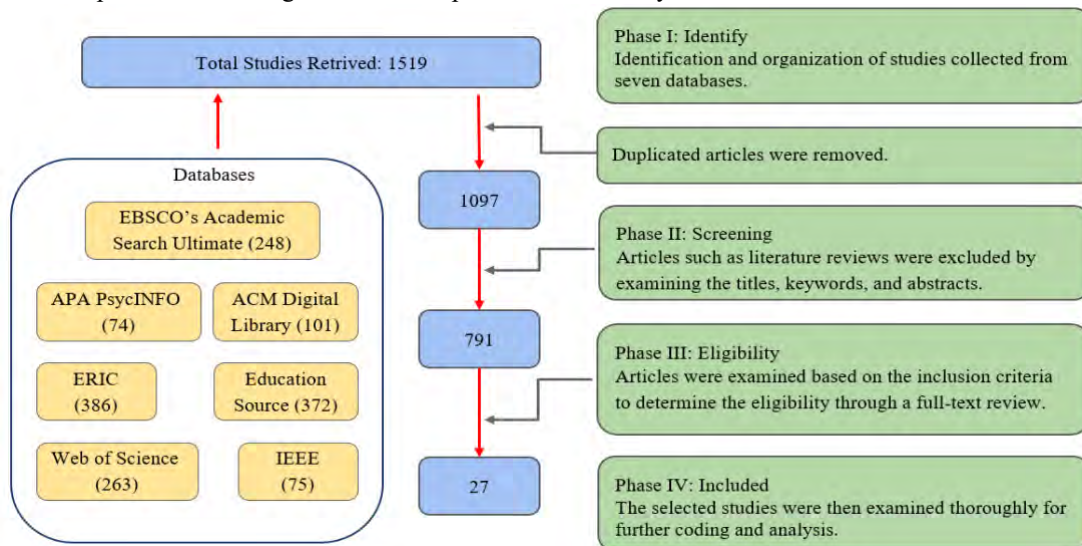 Total Studies Retrived: 1519
Databases
EBSCO’s Academic
Search Ultimate (248)
APA PsycINFO
(74)
ACM Digital
Library (101)
ERIC
(386)
Education
Source (372)
Web of Science
(263)
IEEE
(75)
1097
791
27
Phase I: Identify
Identification and organization of studies collected from
seven databases.
Duplicated articles were removed.
Phase II: Screening
Articles such as literature reviews were excluded by
examining the titles, keywords, and abstracts.
Phase III: Eligibility
Articles were examined based on the inclusion criteria
to determine the eligibility through a full-text review.
Phase IV: Included
The selected studies were then examined thoroughly for
further coding and analysis.